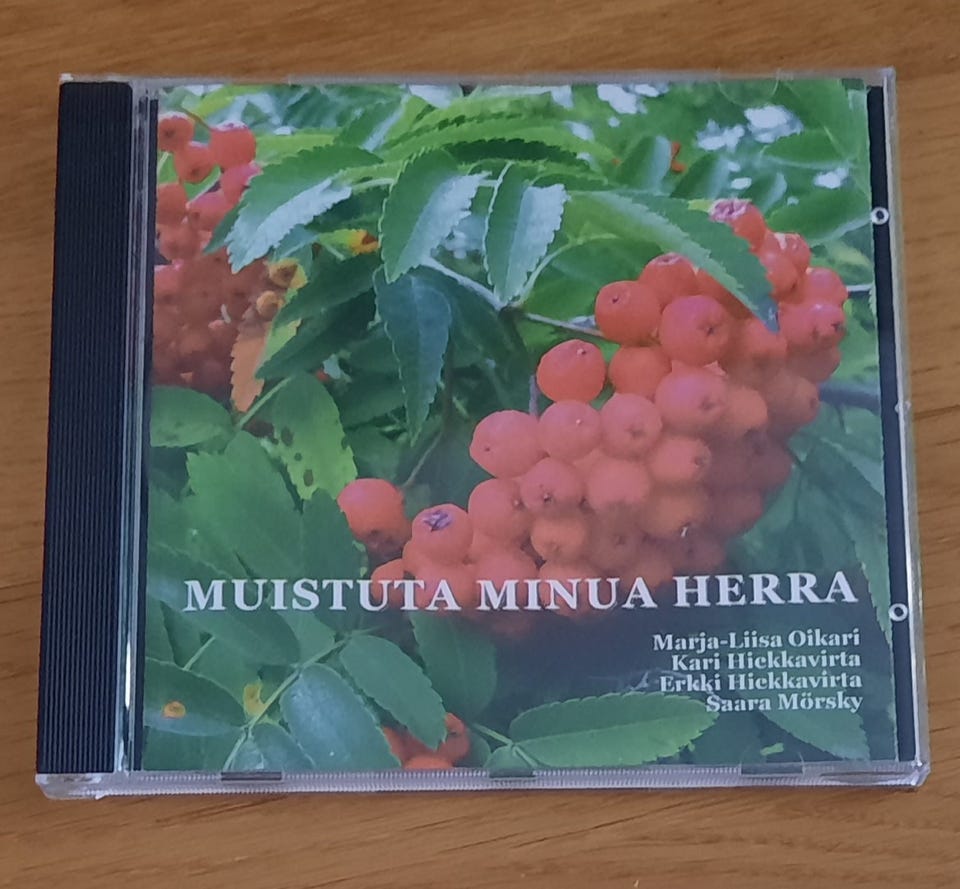 MUISTUTA MINUA HERRA
Marja-Liisa Oikari
Kari Hiekkavirta
Erkki Hiekkavirta
Saara Mörsky